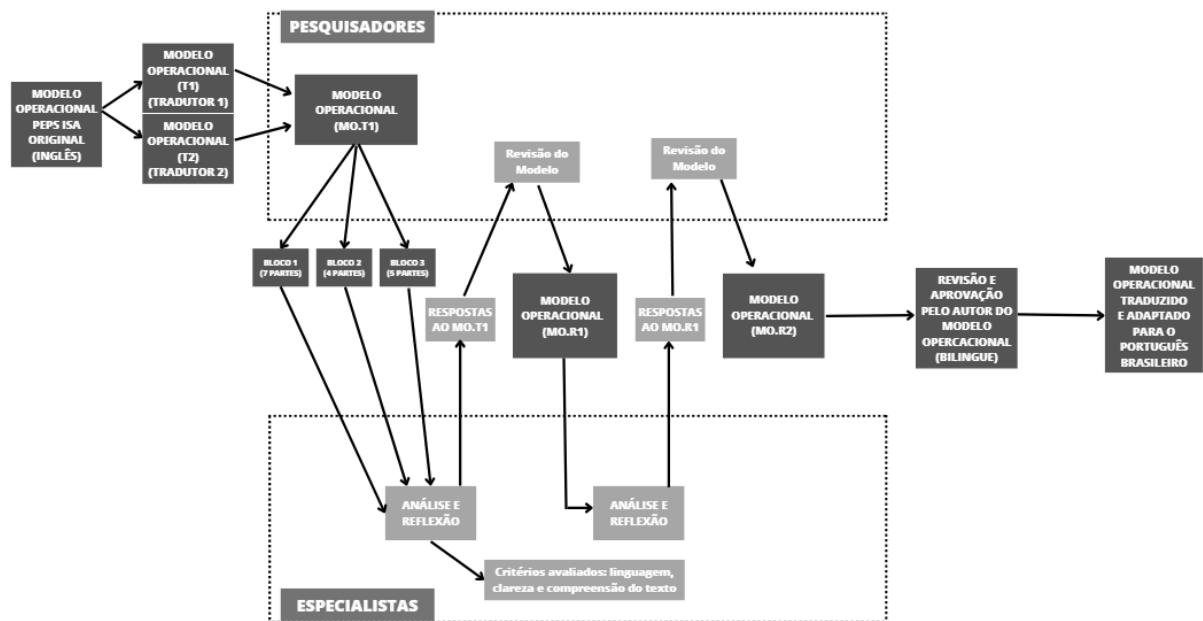 PESQUISADORES
MODELO
OPERACIONAL
PEPS ISA
ORIGINAL
(INGLÊS)
MODELO
OPERACIONAL
(T1)
(TRADUTOR 1)
MODELO
OPERACIONAL
(T2)
(TRADUTOR 2)
MODELO
OPERACIONAL
(MO.T1)
Revisão do
Modelo
Revisão do
Modelo
BLOCO 1
(7 PARTES)
BLOCO 2
(4 PARTES)
BLOCO 3
(5 PARTES)
RESPOSTAS
AO MO.T1
MODELO
OPERACIONAL
(MO.R1)
RESPOSTAS
AO MO.R1
MODELO
OPERACIONAL
(MO.R2)
REVISÃO E
APROVAÇÃO
PELO AUTOR DO
MODELO
OPERCACIONAL
(BILINGUE)
MODELO
OPERACIONAL
TRADUZIDO
E ADAPTADO
PARA O
PORTUGUÊS
BRASILEIRO
ANÁLISE E
REFLEXÃO
ANÁLISE E
REFLEXÃO
Critérios avaliados: linguagem,
clareza e compreensão do texto
ESPECIALISTAS